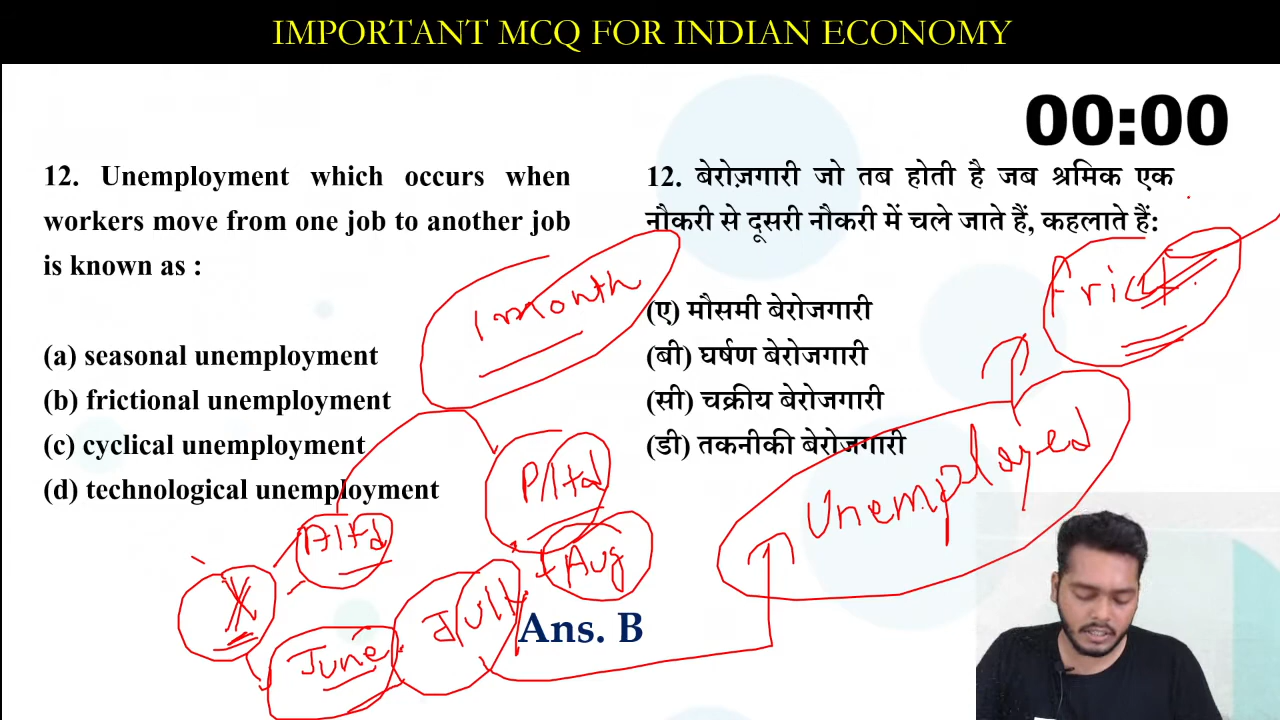 IMPORTANT MCQ FOR INDIAN ECONOMY
00:00
12. Unemployment which occurs when
workers move from one job to another job
is known as :
(a) seasonal unemployment
(b) frictional unemployment
(c) cyclical unemployment
(d) technological unemployment
12. बेरोज़गारी जो तब होती है जब श्रमिक एक
नौकरी से दूसरी नौकरी में चले जाते हैं, कहलाते हैं:
(ए) मौसमी बेरोजगारी
(बी) घर्षण बेरोजगारी
(सी) चक्रीय बेरोजगारी
(डी) तकनीकी बेरोजगारी
1 month
Frict.
P/ltd
Unemployed
A/td
Aug
X
July
June
Ans. B